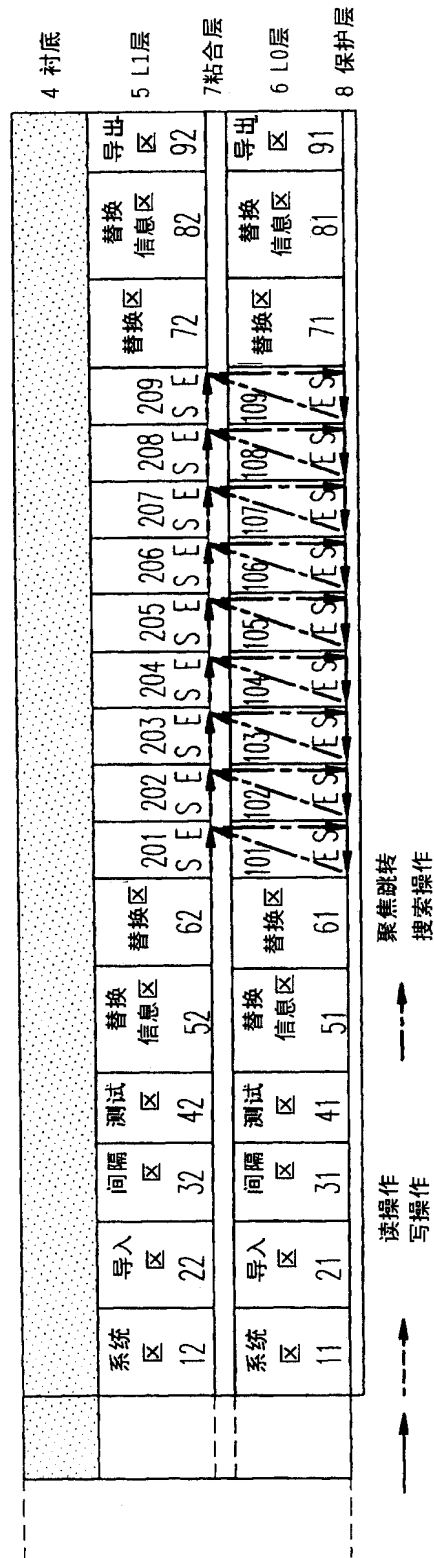 4 衬底
系统
区
12
导入
区
22
间隔
区
32
测试
区
42
替换
信息区
52
替换区
62
201
S E
202
S E
203
S E
204
S E
205
S E
206
S E
207
S E
208
S E
209
S E
替换区
72
替换
信息区
82
导出
区
92
5 L1层
7粘合层
系统
区
11
导入
区
21
间隔
区
31
测试
区
41
替换
信息区
51
替换区
61
101
E S
102
E S
103
E S
104
E S
105
E S
106
E S
107
E S
108
E S
109
E S
替换区
71
替换
信息区
81
导出
区
91
6 L0层
8 保护层
读操作
写操作
聚焦跳转
搜索操作